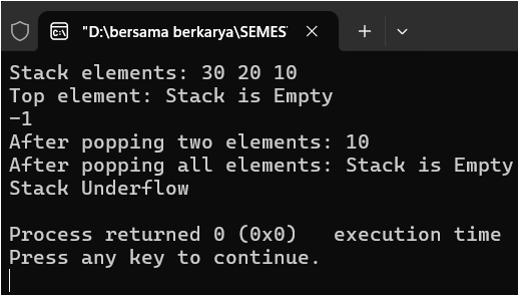 "D:\bersama berkarya\SEMES
Stack elements: 30 20 10
Top element: Stack is Empty
-1
After popping two elements: 10
After popping all elements: Stack is Empty
Stack Underflow
Process returned 0 (0x0)   execution time
Press any key to continue.